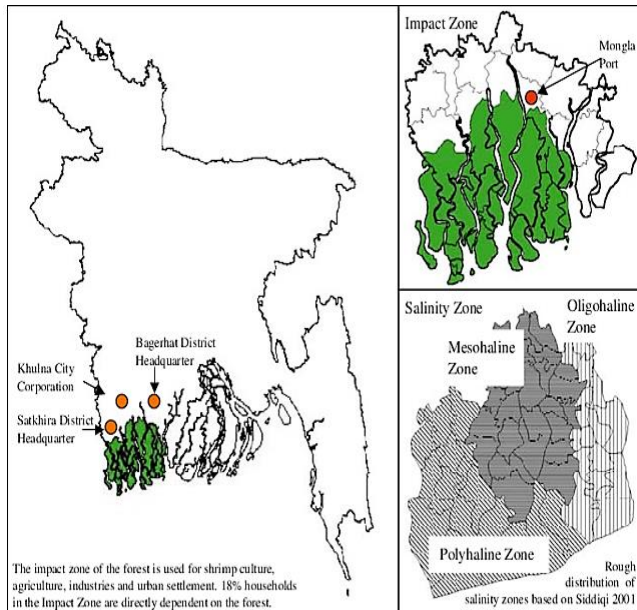 Bagerhat District
Headquarter
Khulna City
Corporation
Satkhira District
Headquarter
The impact zone of the forest is used for shrimp culture,
agriculture, industries and urban settlement. 18% households
in the Impact Zone are directly dependent on the forest.
Impact Zone
Mongla
Port
Salinity Zone
Oligohaline
Zone
Mesohaline
Zone
Polyhaline Zone
Rough
distribution of
salinity zones based on Siddiqi 2001